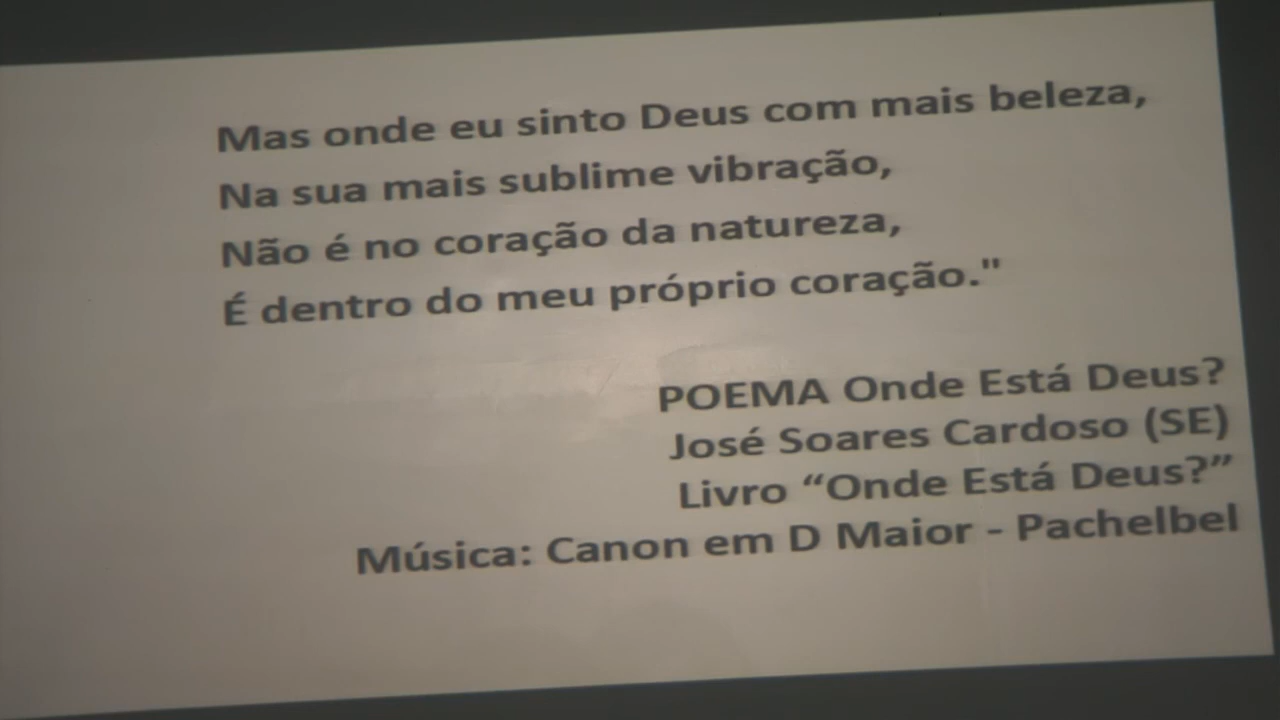 Mas onde eu sinto Deus com mais beleza,
Na sua mais sublime vibração,
Não é no coração da natureza,
É dentro do meu próprio coração."
POEMA Onde Está Deus?
José Soares Cardoso (SE)
Livro “Onde Está Deus?”
Música: Canon em D Maior - Pachelbel